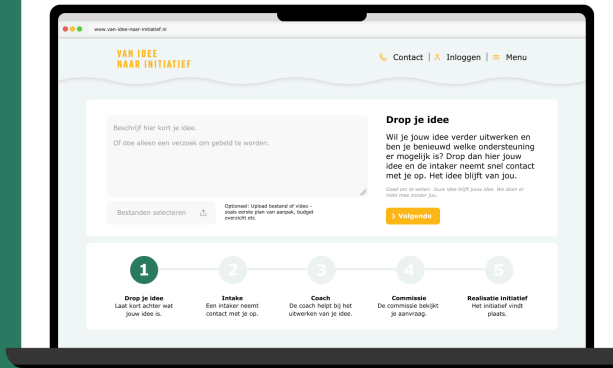 www.van-idee-naar-initiatief.nl
VAN IDEE
NAAR INITIATIEF
Contact | Inloggen | Menu
Beschrijf hier kort je idee.
Of doe alleen een verzoek om gebeld te worden.
Bestanden selecteren
Optioneel: Upload bestand of video -
zoals eerste plan van aanpak, budget
overzicht etc.
Drop je idee
Wil je jouw idee verder uitwerken en
ben je benieuwd welke ondersteuning
er mogelijk is? Drop dan hier jouw
idee en de intaker neemt snel contact
met je op. Het idee blijft van jou.
Goed om te weten: Jouw idee blijft jouw idee. We doen er
niets mee zonder jou.
> Volgende
1
2
3
4
5
Drop je idee
Laat kort achter wat
jouw idee is.
Intake
Een intaker neemt
contact met je op.
Coach
De coach helpt bij het
uitwerken van je idee.
Commissie
De commissie bekijkt
je aanvraag.
Realisatie initiatief
Het initiatief vindt
plaats.